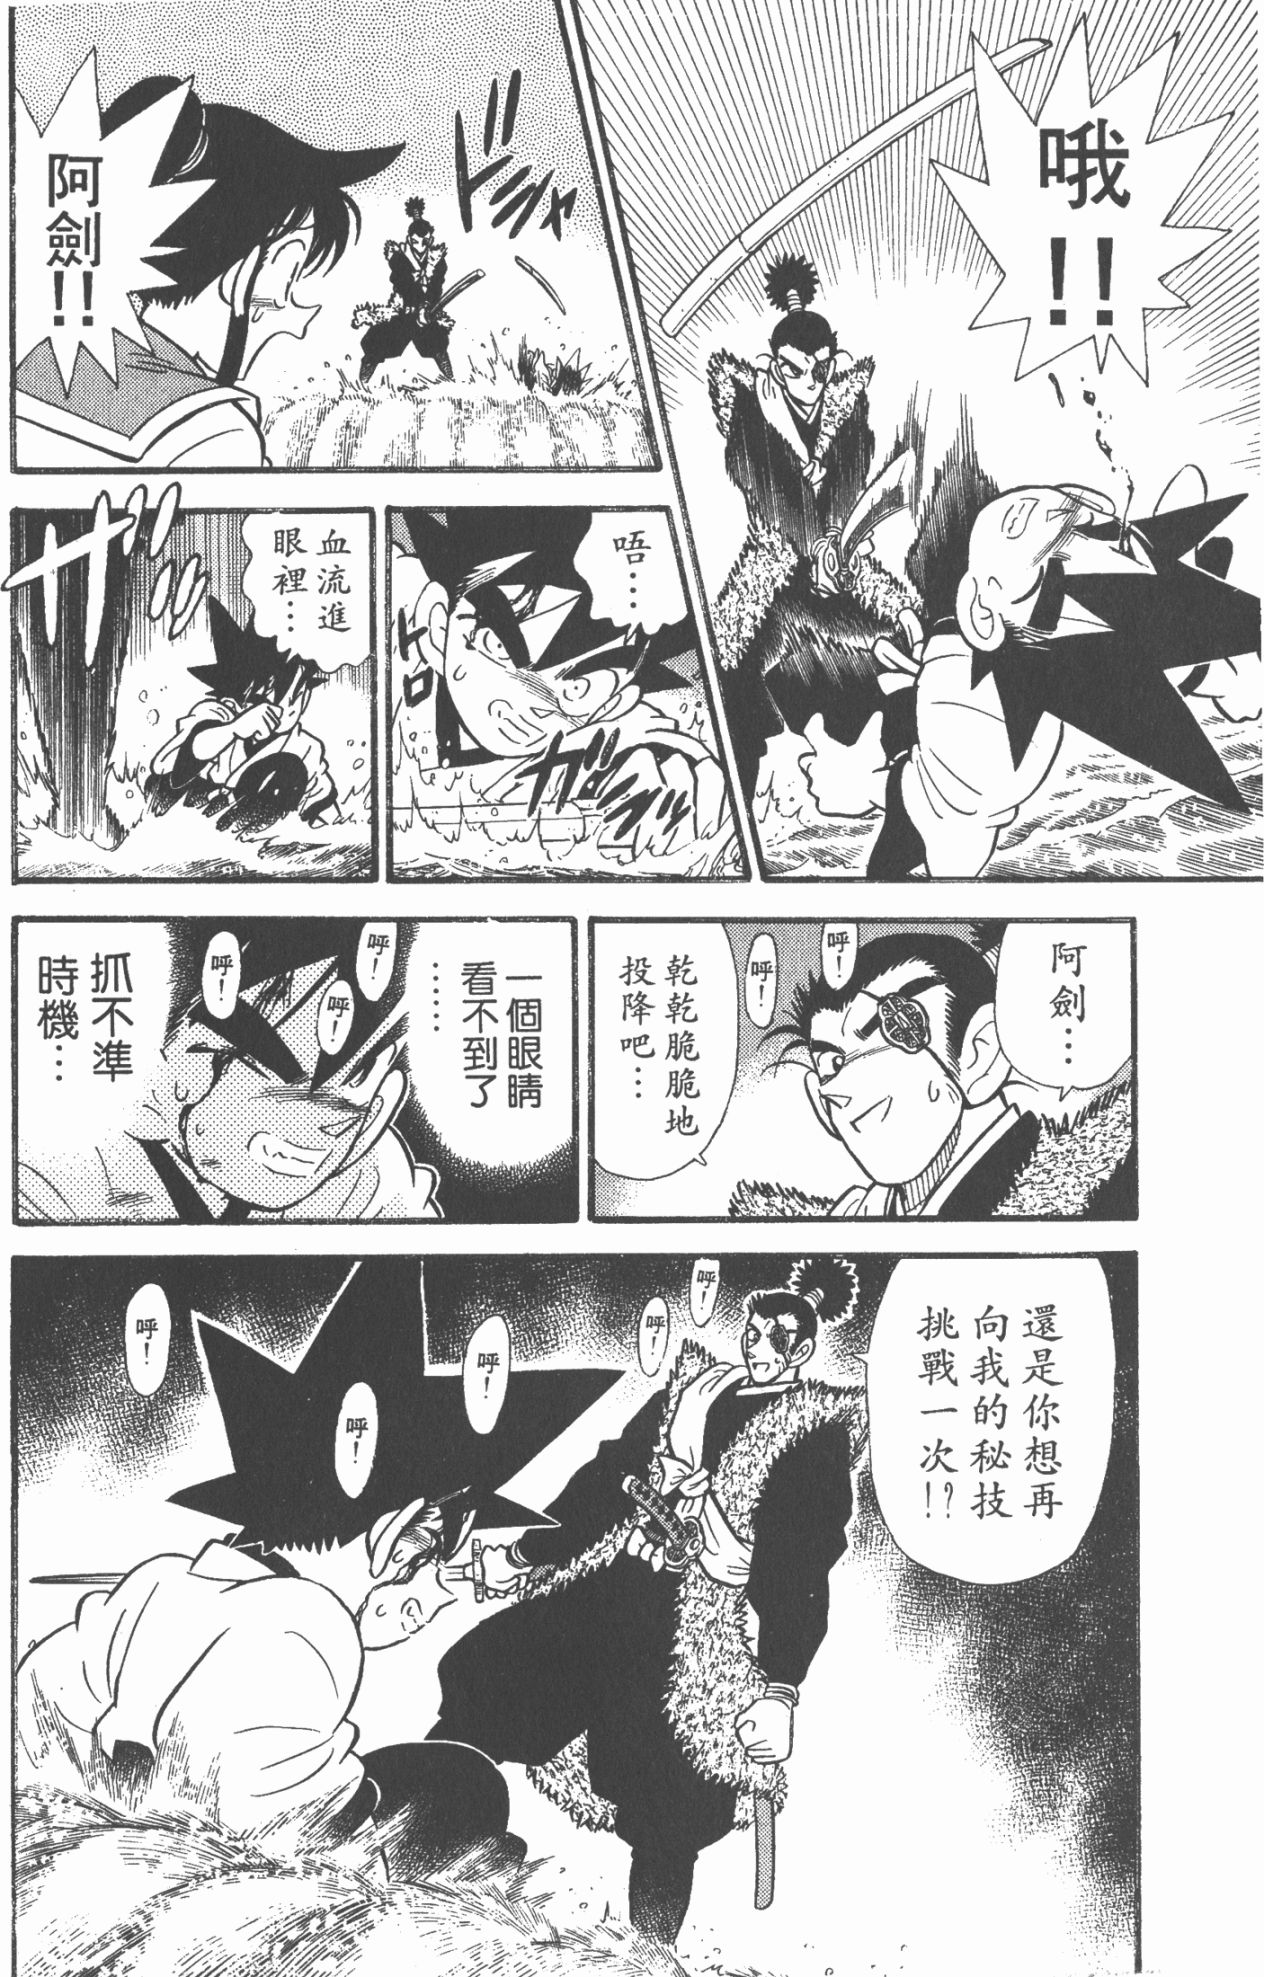 哦!!
阿劍!!
ドシャ
唔…
ドロ
ガッ
血流進
眼裡…
ガッ
阿劍…
呼!
呼!
乾乾脆脆地
投降吧…
一個眼睛
看不到了
……
呼!
呼!
呼!
抓不準
時機…
還是你想再
向我的秘技
挑戰一次!?
呼!
呼!
呼!
呼!
呼!